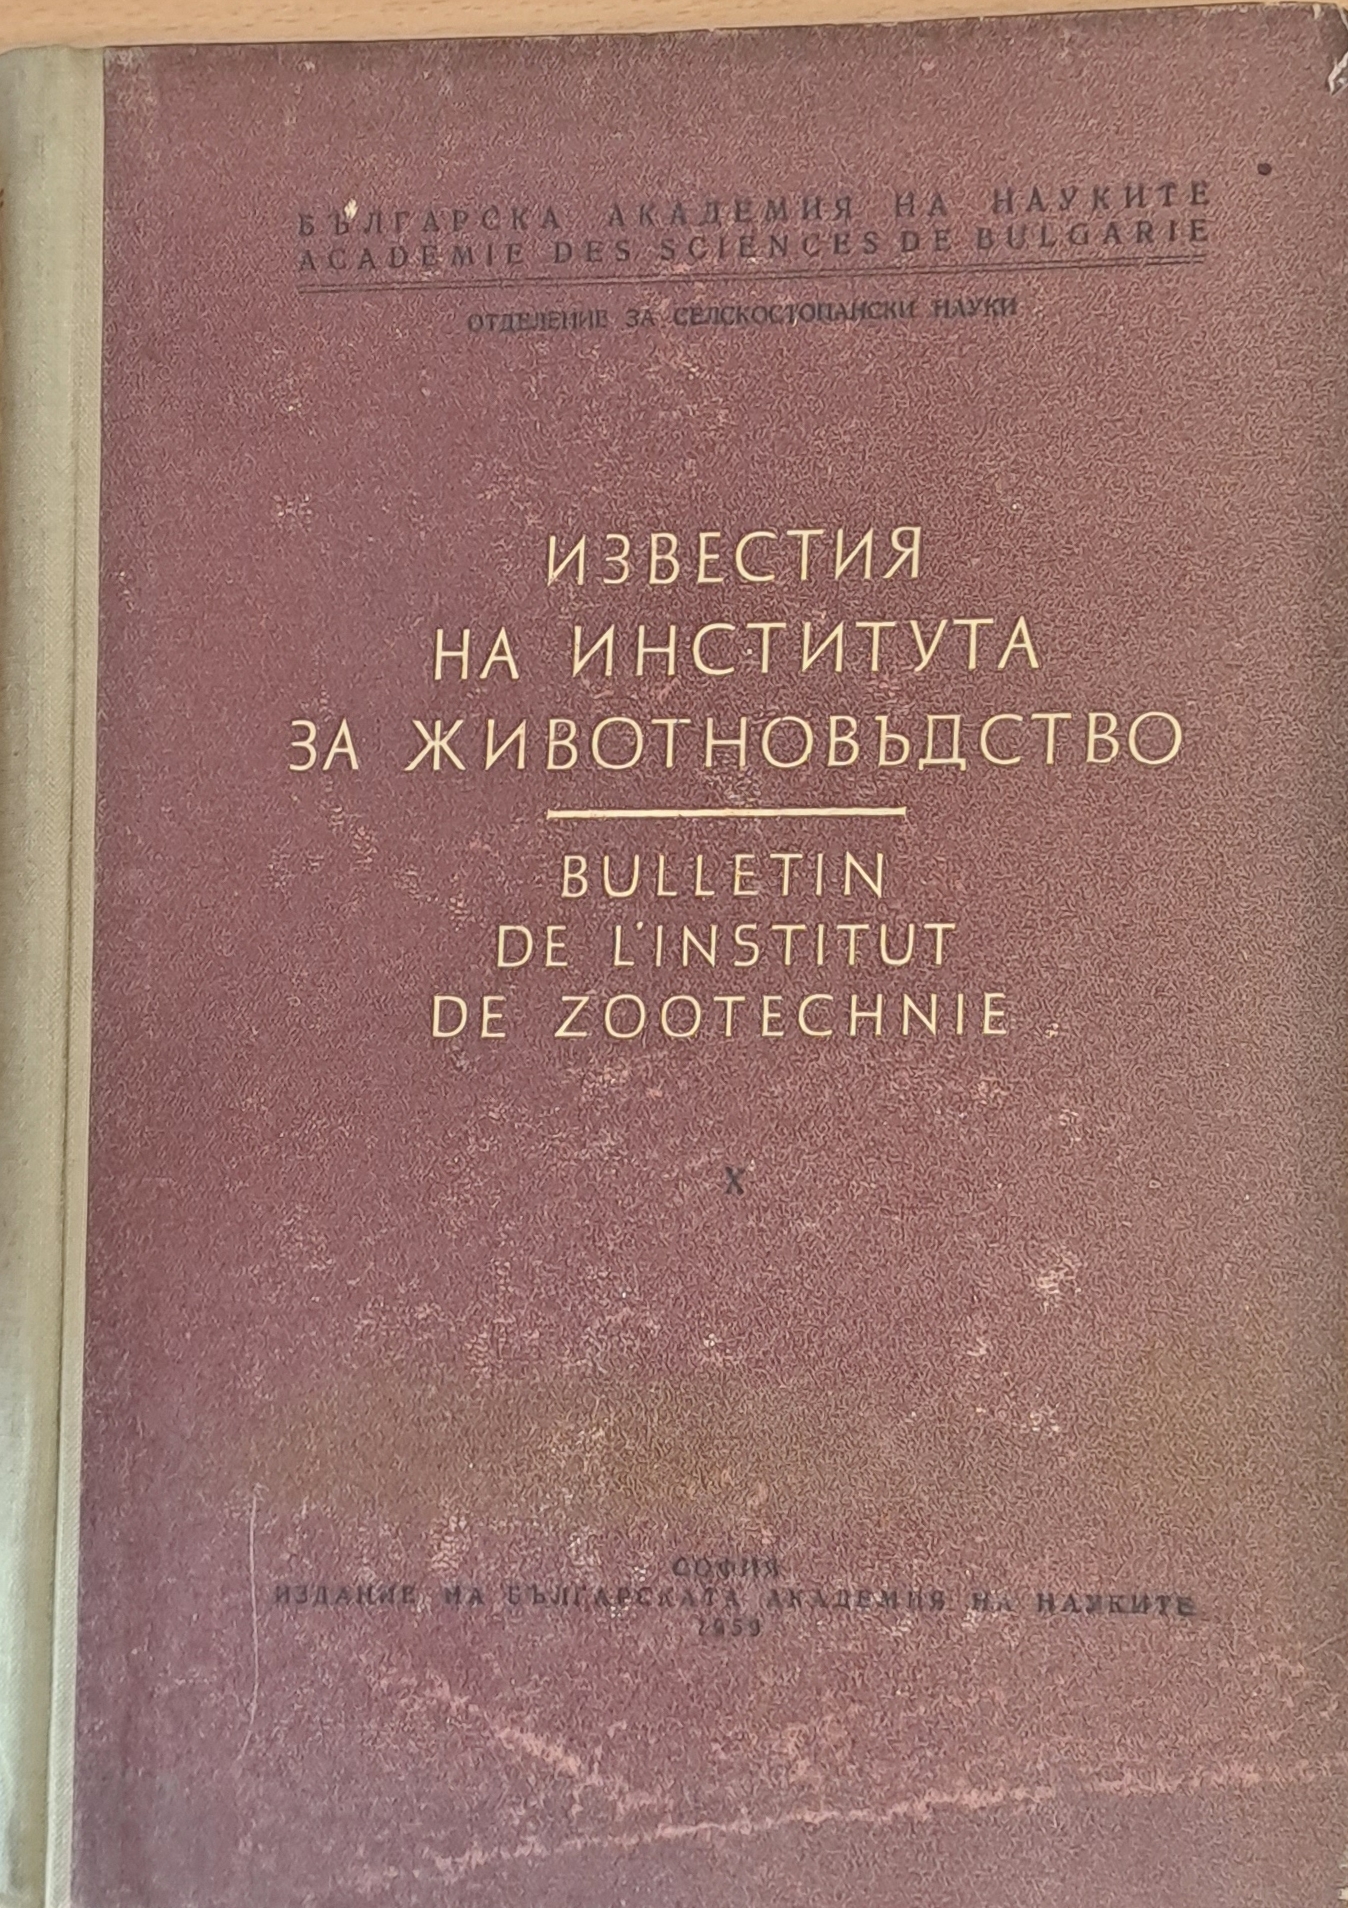 БЪЛГАРСКА АКАДЕМИЯ НА НАУКИТЕ
ACADEMIE DES SCIENCES DE BULGARIE
ОТДЕЛЕНИЕ ЗА СЕЛСКОСТОПАНСКИ НАУКИ
ИЗВЕСТИЯ
НА ИНСТИТУТА
ЗА ЖИВОТНОВЪДСТВО
BULLETIN
DE L'INSTITUT
DE ZOOTECHNIE
X
СОФИЯ
ИЗДАНИЕ НА БЪЛГАРСКАТА АКАДЕМИЯ НА НАУКИТЕ
1959